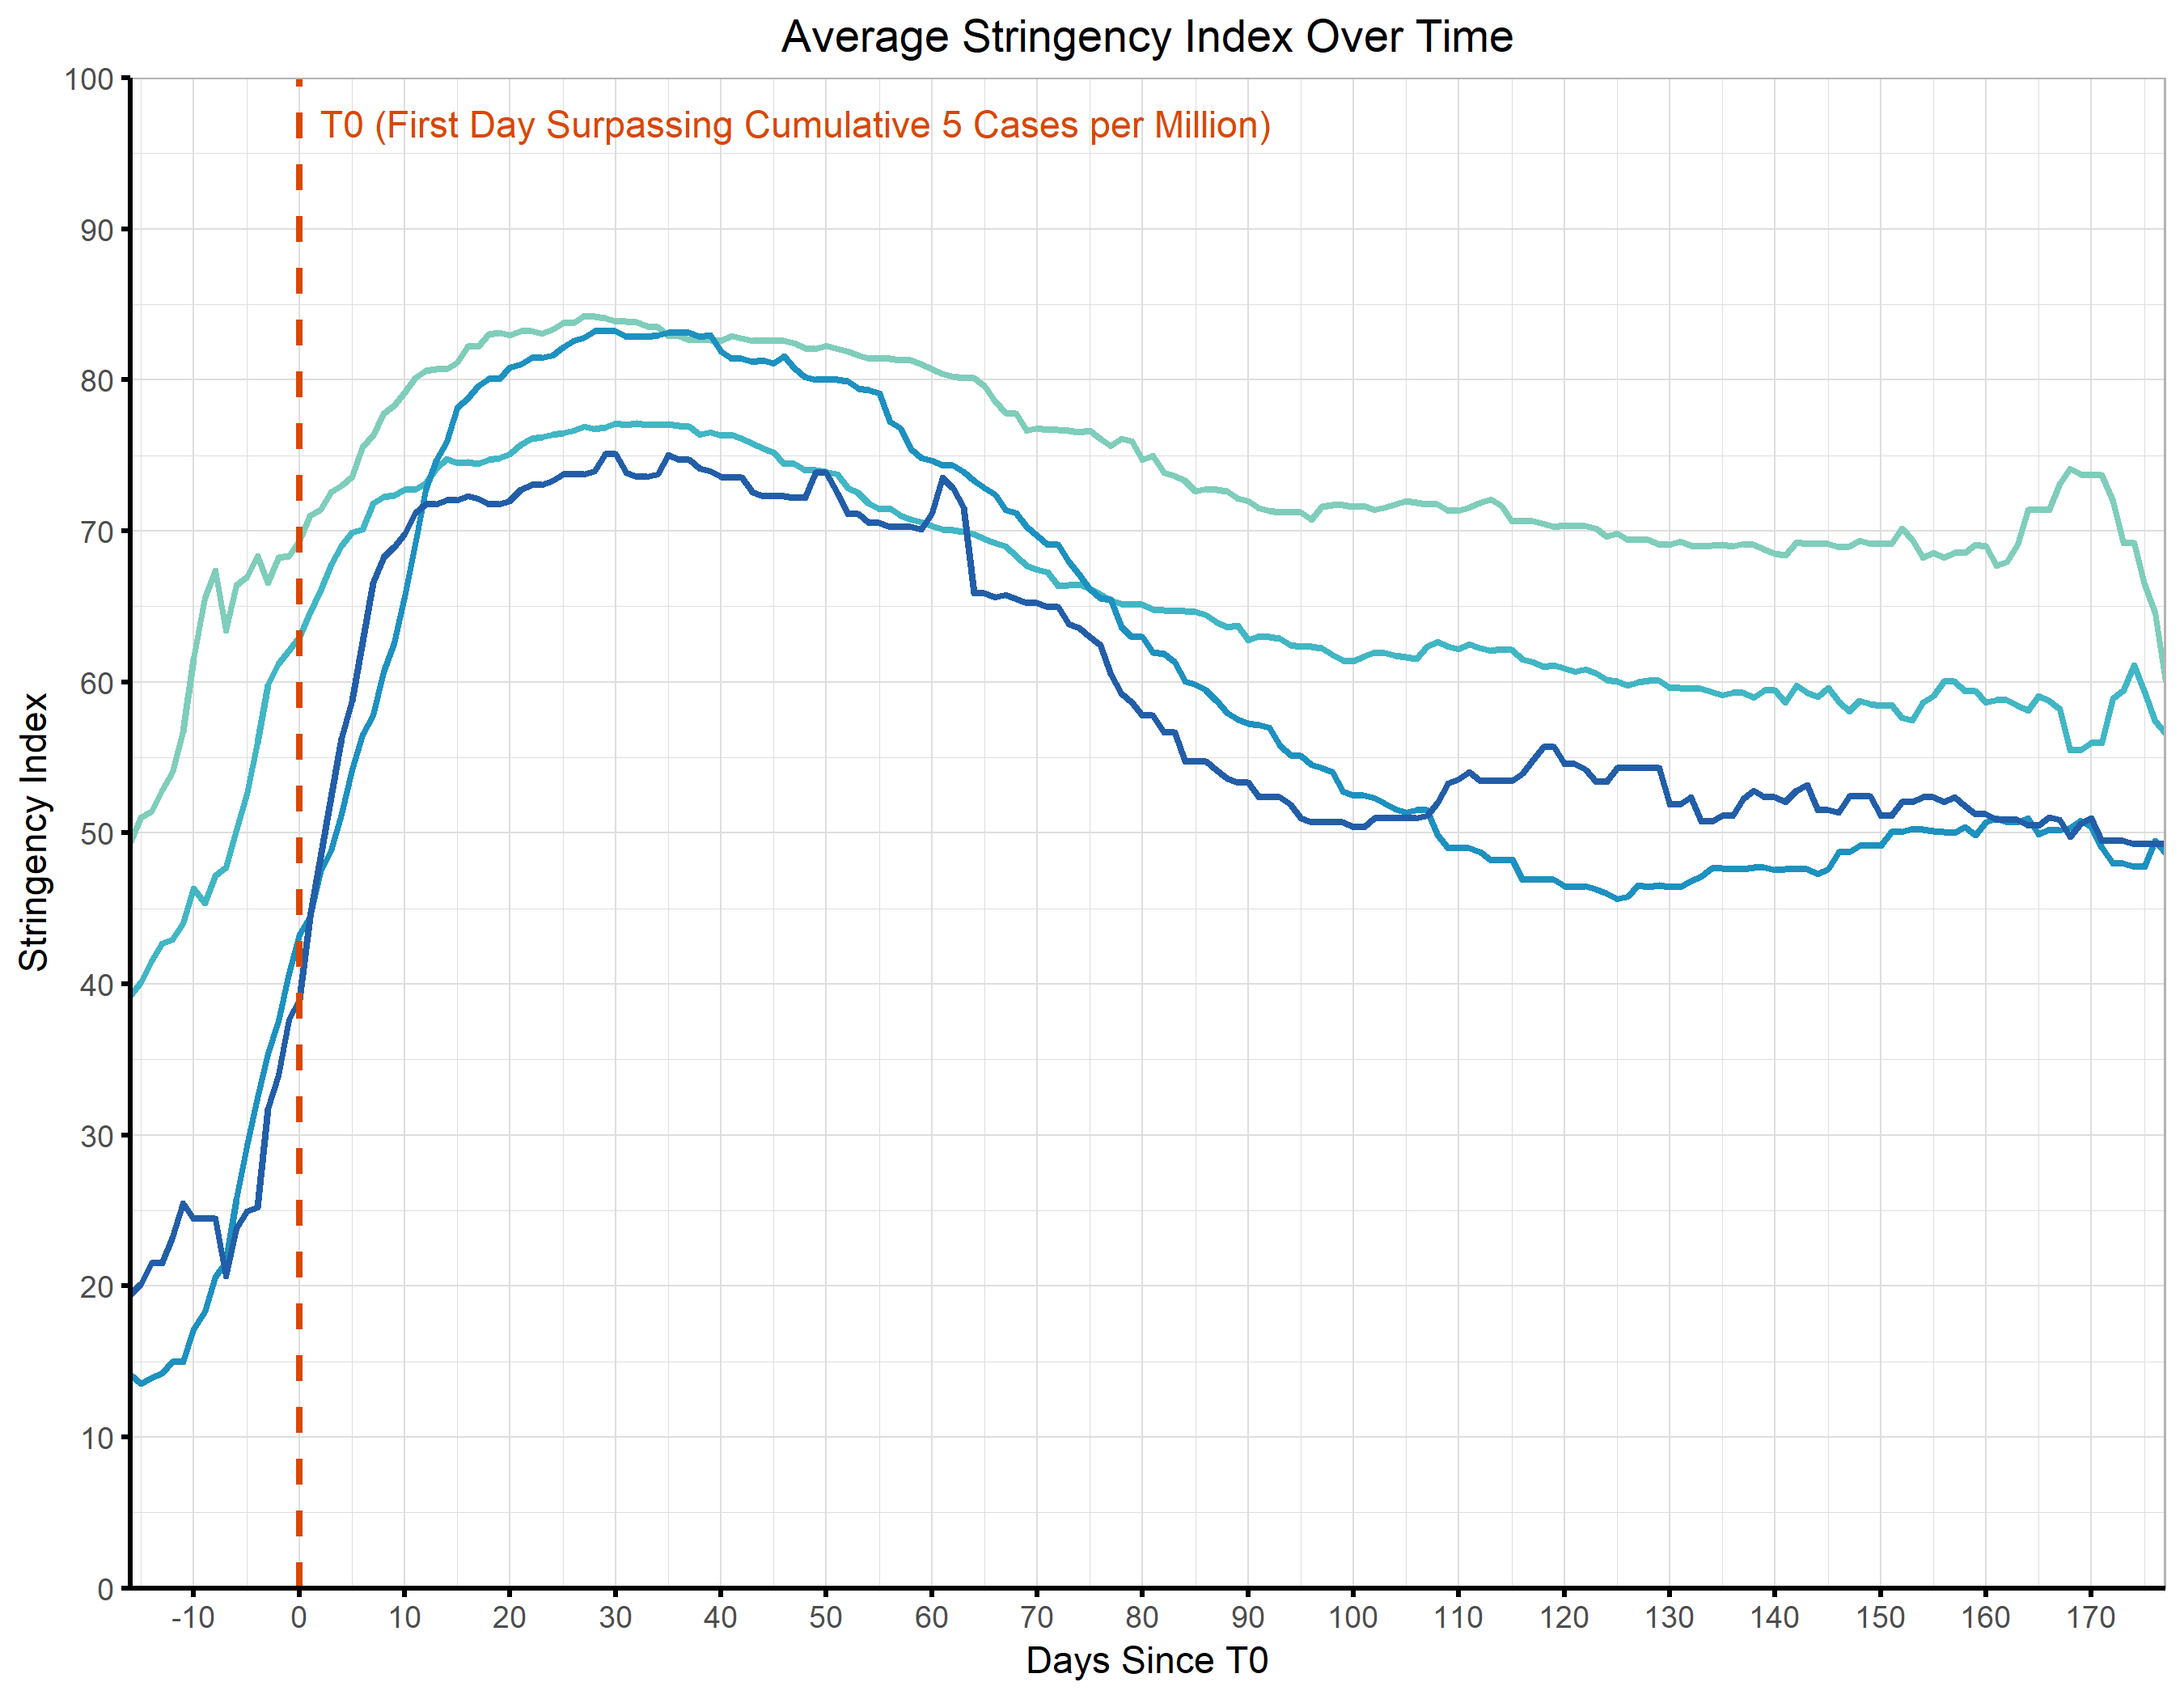 Average Stringency Index Over Time
T0 (First Day Surpassing Cumulative 5 Cases per Million)
Stringency Index
100
90
80
70
60
50
40
30
20
10
0
-10 0 10 20 30 40 50 60 70 80 90 100 110 120 130 140 150 160 170
Days Since T0